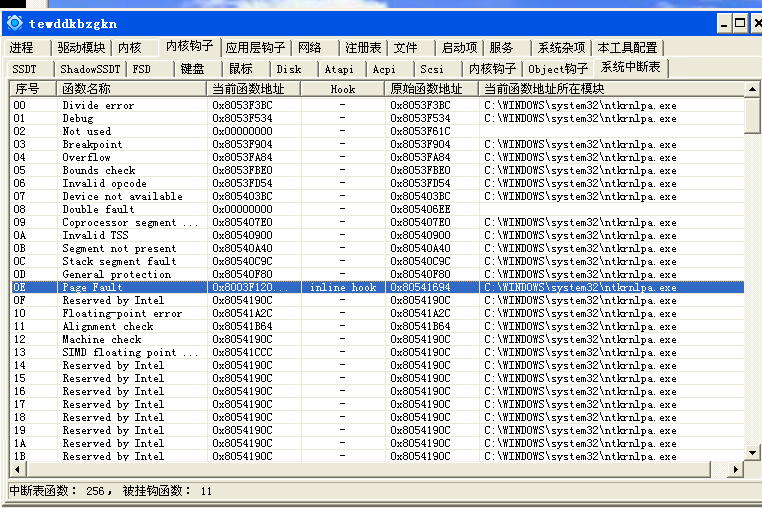 tewddkbzgkn
进程 驱动模块 内核 内核钩子 应用层钩子 网络 注册表 文件 启动项 服务 系统杂项 本工具配置
SSDT ShadowSSDT FSD 键盘 鼠标 Disk Atapi Acpi Scsi 内核钩子 Object钩子 系统中断表
序号 函数名称 当前函数地址 Hook 原始函数地址 当前函数地址所在模块
00 Divide error 0x8053F3BC - 0x8053F3BC C:\WINDOWS\system32\ntkrnlpa.exe
01 Debug 0x8053F534 - 0x8053F534 C:\WINDOWS\system32\ntkrnlpa.exe
02 Not used 0x00000000 - 0x8053F61C
03 Breakpoint 0x8053F904 - 0x8053F904 C:\WINDOWS\system32\ntkrnlpa.exe
04 Overflow 0x8053FA84 - 0x8053FA84 C:\WINDOWS\system32\ntkrnlpa.exe
05 Bounds check 0x8053FBE0 - 0x8053FBE0 C:\WINDOWS\system32\ntkrnlpa.exe
06 Invalid opcode 0x8053FD54 - 0x8053FD54 C:\WINDOWS\system32\ntkrnlpa.exe
07 Device not available 0x805403BC - 0x805403BC C:\WINDOWS\system32\ntkrnlpa.exe
08 Double fault 0x00000000 - 0x805406EE
09 Coprocessor segment ... 0x805407E0 - 0x805407E0 C:\WINDOWS\system32\ntkrnlpa.exe
0A Invalid TSS 0x80540900 - 0x80540900 C:\WINDOWS\system32\ntkrnlpa.exe
0B Segment not present 0x80540A40 - 0x80540A40 C:\WINDOWS\system32\ntkrnlpa.exe
0C Stack segment fault 0x80540C9C - 0x80540C9C C:\WINDOWS\system32\ntkrnlpa.exe
0D General protection 0x80540F80 - 0x80540F80 C:\WINDOWS\system32\ntkrnlpa.exe
0E Page Fault 0x8003F120... inline hook 0x80541694 C:\WINDOWS\system32\ntkrnlpa.exe
0F Reserved by Intel 0x8054190C - 0x8054190C C:\WINDOWS\system32\ntkrnlpa.exe
10 Floating-point error 0x80541A2C - 0x80541A2C C:\WINDOWS\system32\ntkrnlpa.exe
11 Alignment check 0x80541B64 - 0x80541B64 C:\WINDOWS\system32\ntkrnlpa.exe
12 Machine check 0x8054190C - 0x8054190C C:\WINDOWS\system32\ntkrnlpa.exe
13 SIMD floating point ... 0x80541CCC - 0x80541CCC C:\WINDOWS\system32\ntkrnlpa.exe
14 Reserved by Intel 0x8054190C - 0x8054190C C:\WINDOWS\system32\ntkrnlpa.exe
15 Reserved by Intel 0x8054190C - 0x8054190C C:\WINDOWS\system32\ntkrnlpa.exe
16 Reserved by Intel 0x8054190C - 0x8054190C C:\WINDOWS\system32\ntkrnlpa.exe
17 Reserved by Intel 0x8054190C - 0x8054190C C:\WINDOWS\system32\ntkrnlpa.exe
18 Reserved by Intel 0x8054190C - 0x8054190C C:\WINDOWS\system32\ntkrnlpa.exe
19 Reserved by Intel 0x8054190C - 0x8054190C C:\WINDOWS\system32\ntkrnlpa.exe
1A Reserved by Intel 0x8054190C - 0x8054190C C:\WINDOWS\system32\ntkrnlpa.exe
1B Reserved by Intel 0x8054190C - 0x8054190C C:\WINDOWS\system32\ntkrnlpa.exe
中断表函数: 256, 被挂钩函数: 11